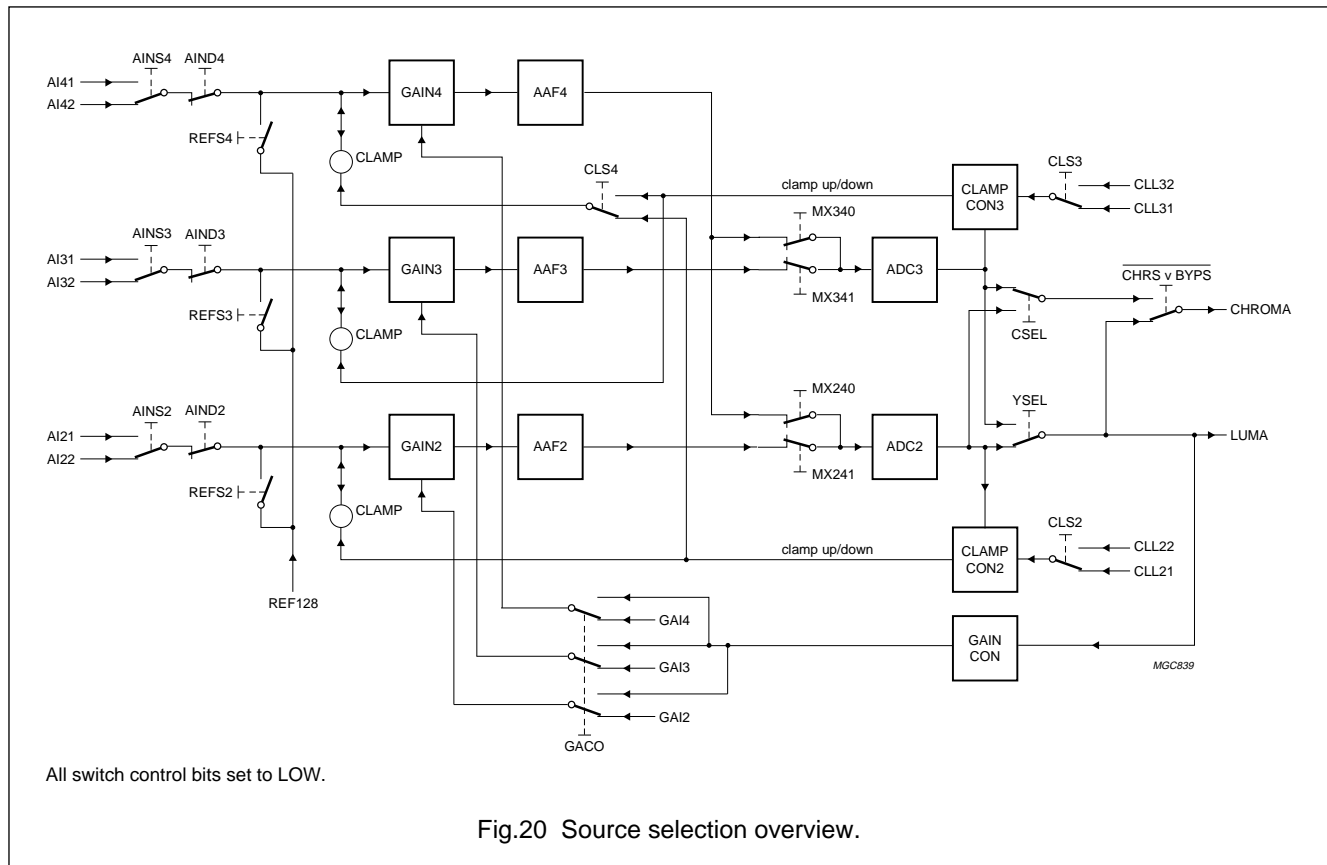 AINS4 AIND4
AI41
AI42
GAIN4
AAF4
REFS4
CLAMP
CLS4
clamp up/down
CLAMP
CON3
CLS3
CLL32
CLL31
AINS3 AIND3
AI31
AI32
GAIN3
AAF3
MX340
MX341
ADC3
CHRS v BYPS
CHROMA
CSEL
REFS3
CLAMP
AINS2 AIND2
AI21
AI22
GAIN2
AAF2
MX240
MX241
ADC2
YSEL
LUMA
REFS2
CLAMP
clamp up/down
CLAMP
CON2
CLS2
CLL22
CLL21
REF128
GAI4
GAI3
GAI2
GACO
GAIN
CON
MGC839
All switch control bits set to LOW.
Fig.20 Source selection overview.